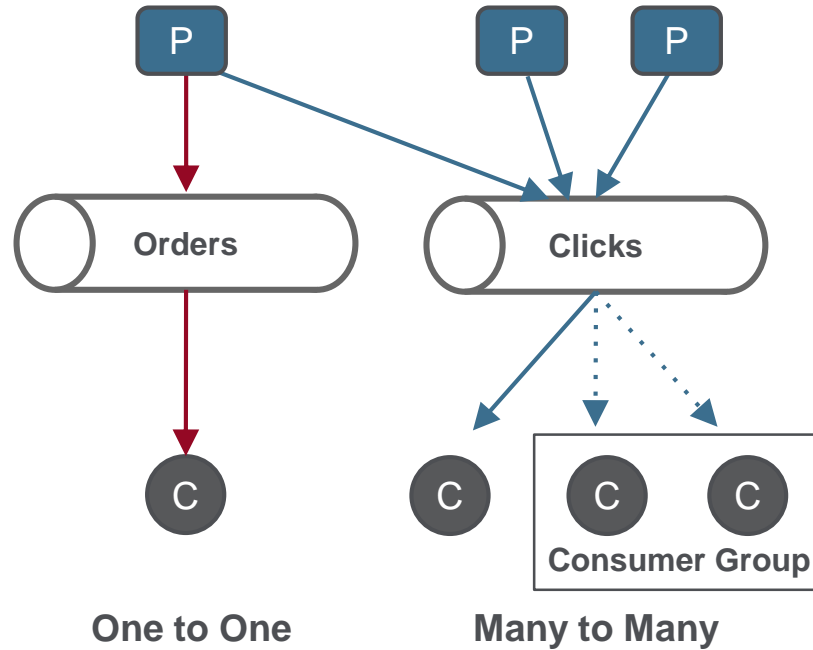 P
P
P
Orders
Clicks
C
C
C
C
Consumer Group
One to One
Many to Many